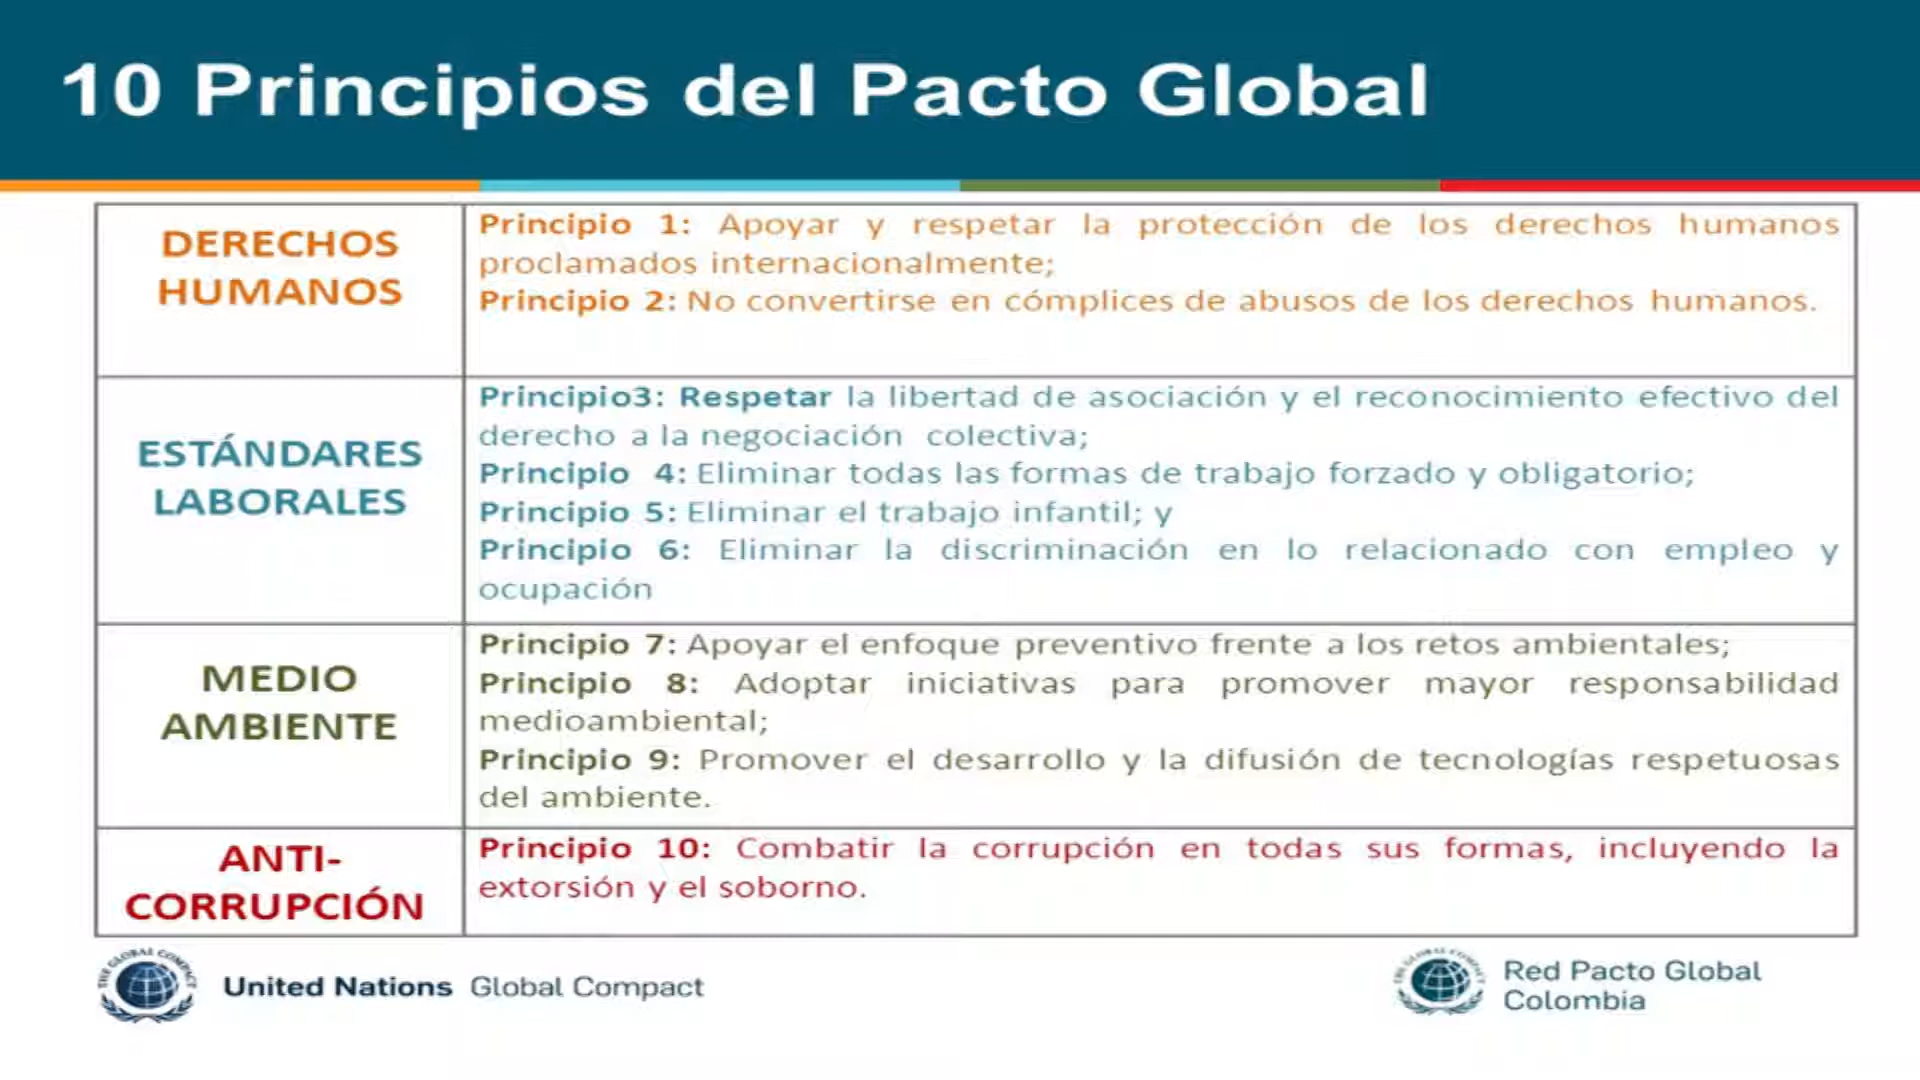 10 Principios del Pacto Global
DERECHOS
HUMANOS
Principio 1: Apoyar y respetar la protección de los derechos humanos
proclamados internacionalmente;
Principio 2: No convertirse en cómplices de abusos de los derechos humanos.
ESTÁNDARES
LABORALES
Principio3: Respetar la libertad de asociación y el reconocimiento efectivo del
derecho a la negociación colectiva;
Principio 4: Eliminar todas las formas de trabajo forzado y obligatorio;
Principio 5: Eliminar el trabajo infantil; y
Principio 6: Eliminar la discriminación en lo relacionado con empleo y
ocupación
MEDIO
AMBIENTE
Principio 7: Apoyar el enfoque preventivo frente a los retos ambientales;
Principio 8: Adoptar iniciativas para promover mayor responsabilidad
medioambiental;
Principio 9: Promover el desarrollo y la difusión de tecnologías respetuosas
del ambiente.
ANTI-
CORRUPCIÓN
Principio 10: Combatir la corrupción en todas sus formas, incluyendo la
extorsión y el soborno.
THE GLOBAL COMPACT
United Nations Global Compact
THE GLOBAL COMPACT
Red Pacto Global
Colombia